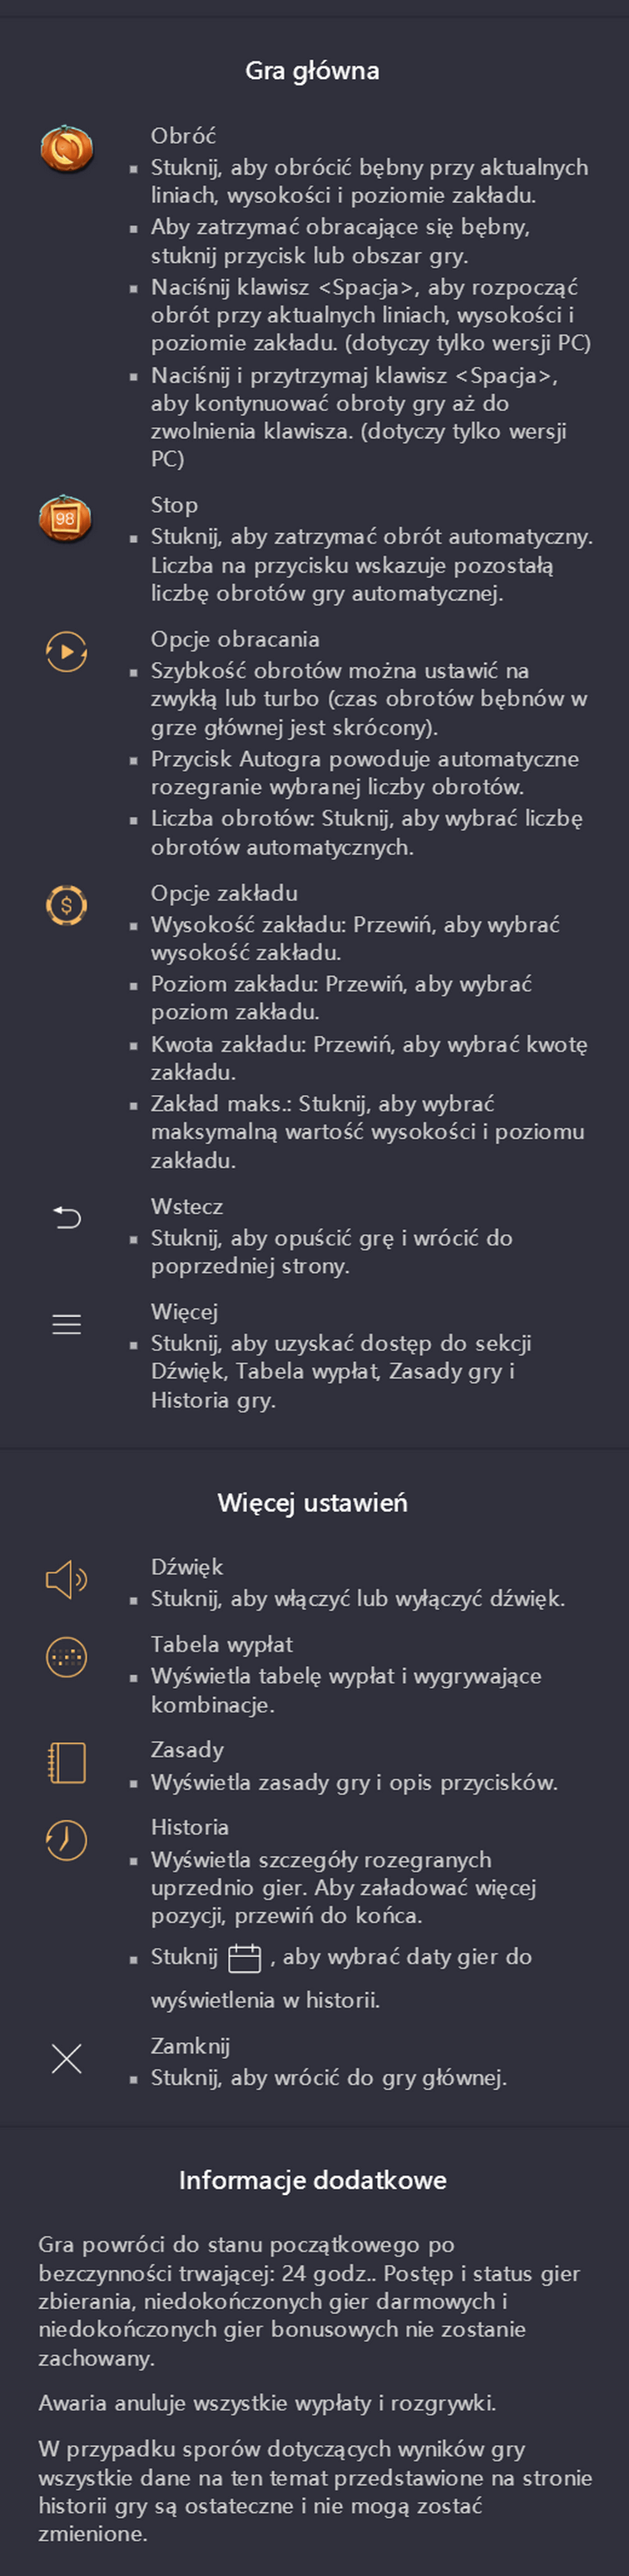 Gra główna
Obróć
▪ Stuknij, aby obrócić bębny przy aktualnych
liniach, wysokości i poziomie zakładu.
▪ Aby zatrzymać obracające się bębny,
stuknij przycisk lub obszar gry.
▪ Naciśnij klawisz <Spacja>, aby rozpocząć
obrót przy aktualnych liniach, wysokości i
poziomie zakładu. (dotyczy tylko wersji PC)
▪ Naciśnij i przytrzymaj klawisz <Spacja>,
aby kontynuować obroty gry aż do
zwolnienia klawisza. (dotyczy tylko wersji
PC)
98
Stop
▪ Stuknij, aby zatrzymać obrót automatyczny.
Liczba na przycisku wskazuje pozostałą
liczbę obrotów gry automatycznej.
Opcje obracania
▪ Szybkość obrotów można ustawić na
zwykłą lub turbo (czas obrotów bębnów w
grze głównej jest skrócony).
▪ Przycisk Autogra powoduje automatyczne
rozegranie wybranej liczby obrotów.
▪ Liczba obrotów: Stuknij, aby wybrać liczbę
obrotów automatycznych.
$
Opcje zakładu
▪ Wysokość zakładu: Przewiń, aby wybrać
wysokość zakładu.
▪ Poziom zakładu: Przewiń, aby wybrać
poziom zakładu.
▪ Kwota zakładu: Przewiń, aby wybrać kwotę
zakładu.
▪ Zakład maks.: Stuknij, aby wybrać
maksymalną wartość wysokości i poziomu
zakładu.
Wstecz
▪ Stuknij, aby opuścić grę i wrócić do
poprzedniej strony.
Więcej
▪ Stuknij, aby uzyskać dostęp do sekcji
Dźwięk, Tabela wypłat, Zasady gry i
Historia gry.
Więcej ustawień
Dźwięk
▪ Stuknij, aby włączyć lub wyłączyć dźwięk.
Tabela wypłat
▪ Wyświetla tabelę wypłat i wygrywające
kombinacje.
Zasady
▪ Wyświetla zasady gry i opis przycisków.
Historia
▪ Wyświetla szczegóły rozegranych
uprzednio gier. Aby załadować więcej
pozycji, przewiń do końca.
▪ Stuknij , aby wybrać daty gier do
wyświetlenia w historii.
Zamknij
▪ Stuknij, aby wrócić do gry głównej.
Informacje dodatkowe
Gra powróci do stanu początkowego po
bezczynności trwającej: 24 godz.. Postęp i status gier
zbierania, niedokończonych gier darmowych i
niedokończonych gier bonusowych nie zostanie
zachowany.
Awaria anuluje wszystkie wypłaty i rozgrywki.
W przypadku sporów dotyczących wyników gry
wszystkie dane na ten temat przedstawione na stronie
historii gry są ostateczne i nie mogą zostać
zmienione.